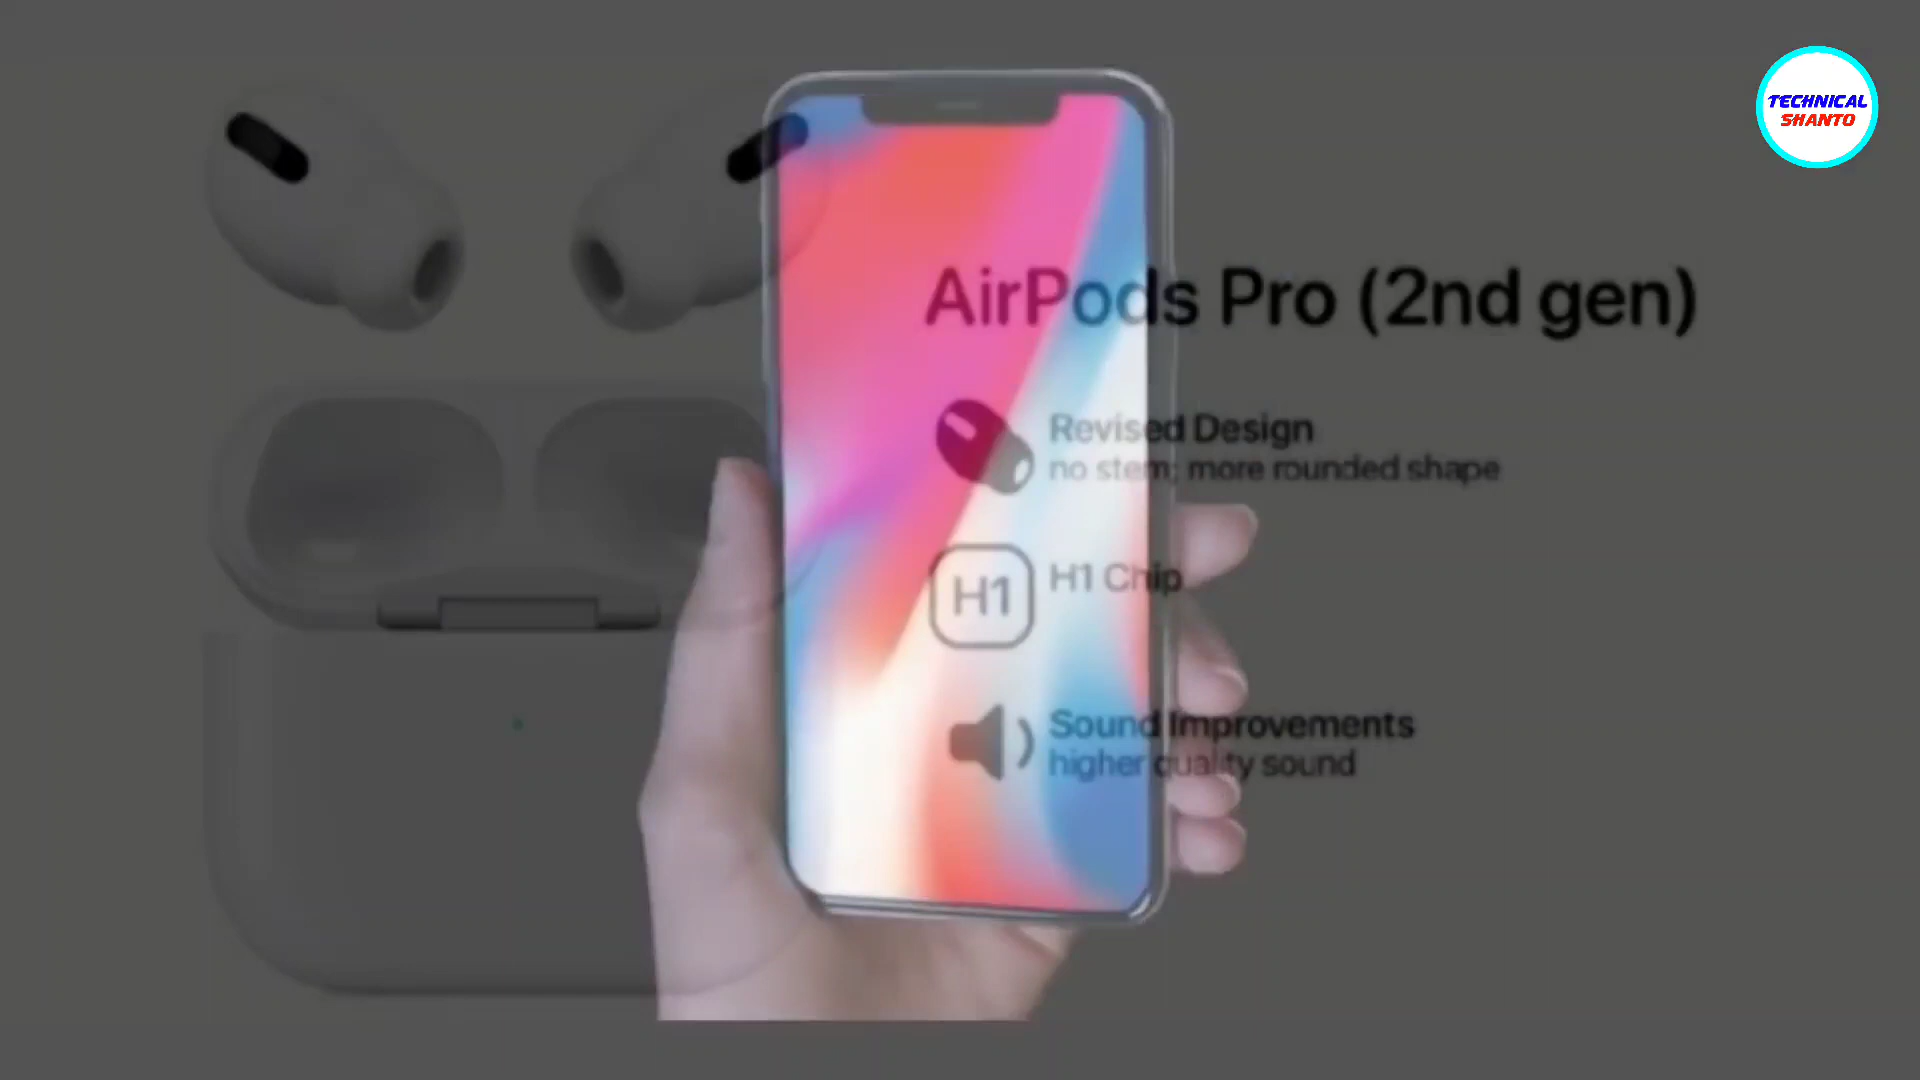 TECHNICAL
SHANTO
AirPods Pro (2nd gen)
Revised Design
no stem; more rounded shape
H1
H1 Chip
Sound Improvements
higher quality sound